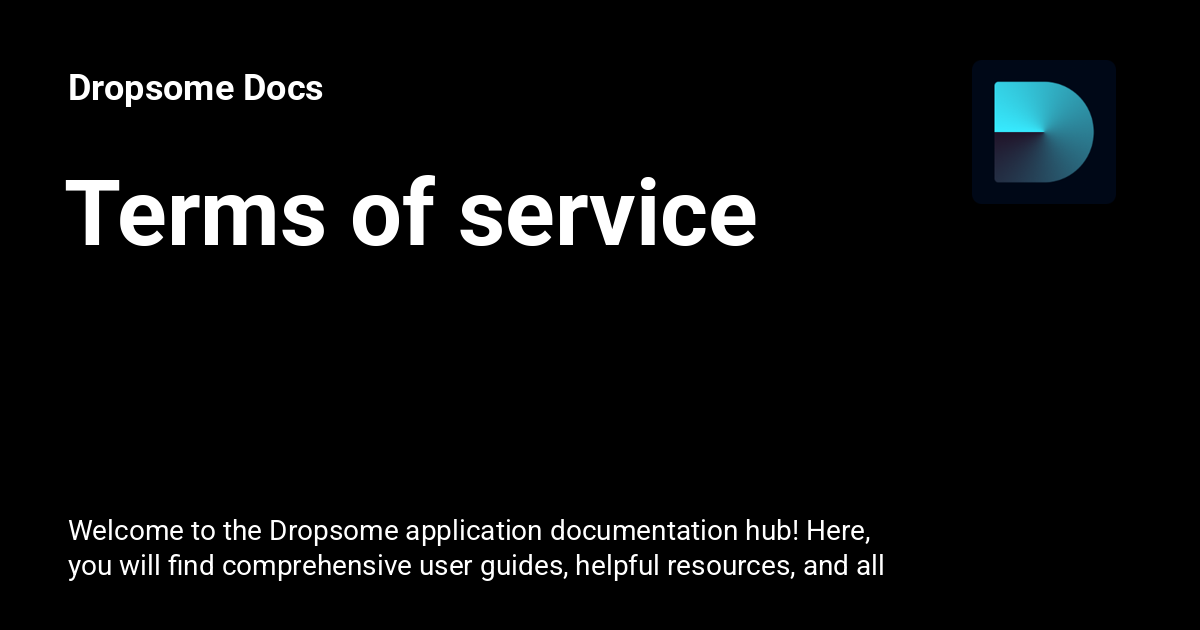 Dropsome Docs
Terms of service
Welcome to the Dropsome application documentation hub! Here,
you will find comprehensive user guides, helpful resources, and all